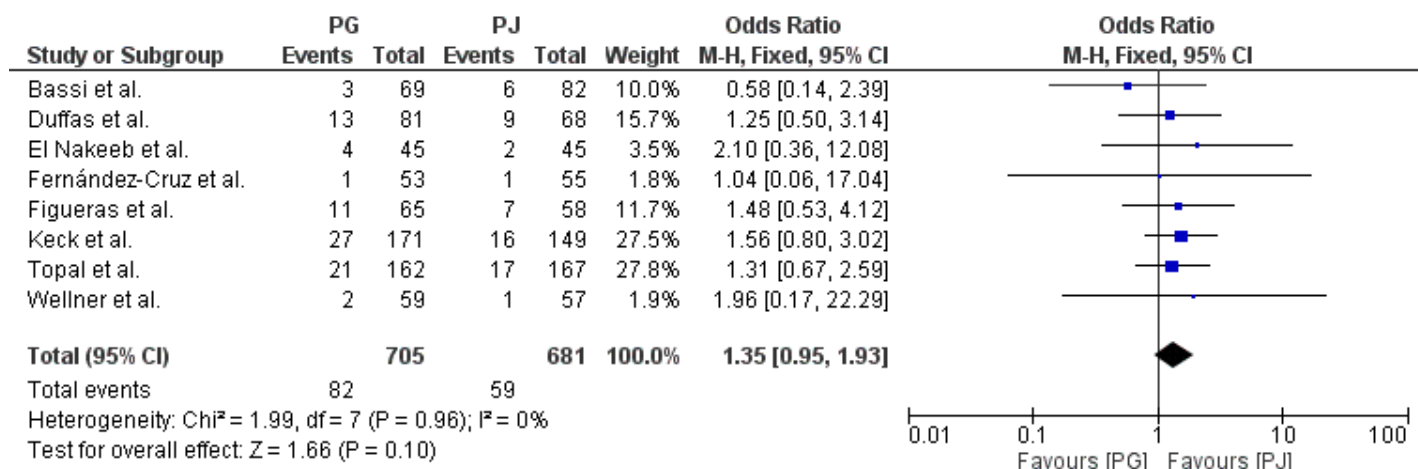 PG PJ Odds Ratio Odds Ratio
Study or Subgroup Events Total Events Total Weight M-H, Fixed, 95% CI M-H, Fixed, 95% CI
Bassi et al. 3 69 6 82 10.0% 0.58 [0.14, 2.39]
Duffas et al. 13 81 9 68 15.7% 1.25 [0.50, 3.14]
El Nakeeb et al. 4 45 2 45 3.5% 2.10 [0.36, 12.08]
Fernández-Cruz et al. 1 53 1 55 1.8% 1.04 [0.06, 17.04]
Figueras et al. 11 65 7 58 11.7% 1.48 [0.53, 4.12]
Keck et al. 27 171 16 149 27.5% 1.56 [0.80, 3.02]
Topal et al. 21 162 17 167 27.8% 1.31 [0.67, 2.59]
Wellner et al. 2 59 1 57 1.9% 1.96 [0.17, 22.29]
Total (95% CI) 705 681 100.0% 1.35 [0.95, 1.93]
Total events 82 59
Heterogeneity: Chi² = 1.99, df = 7 (P = 0.96); I² = 0%
Test for overall effect: Z = 1.66 (P = 0.10)
0.01 0.1 1 10 100
Favours [PG] Favours [PJ]